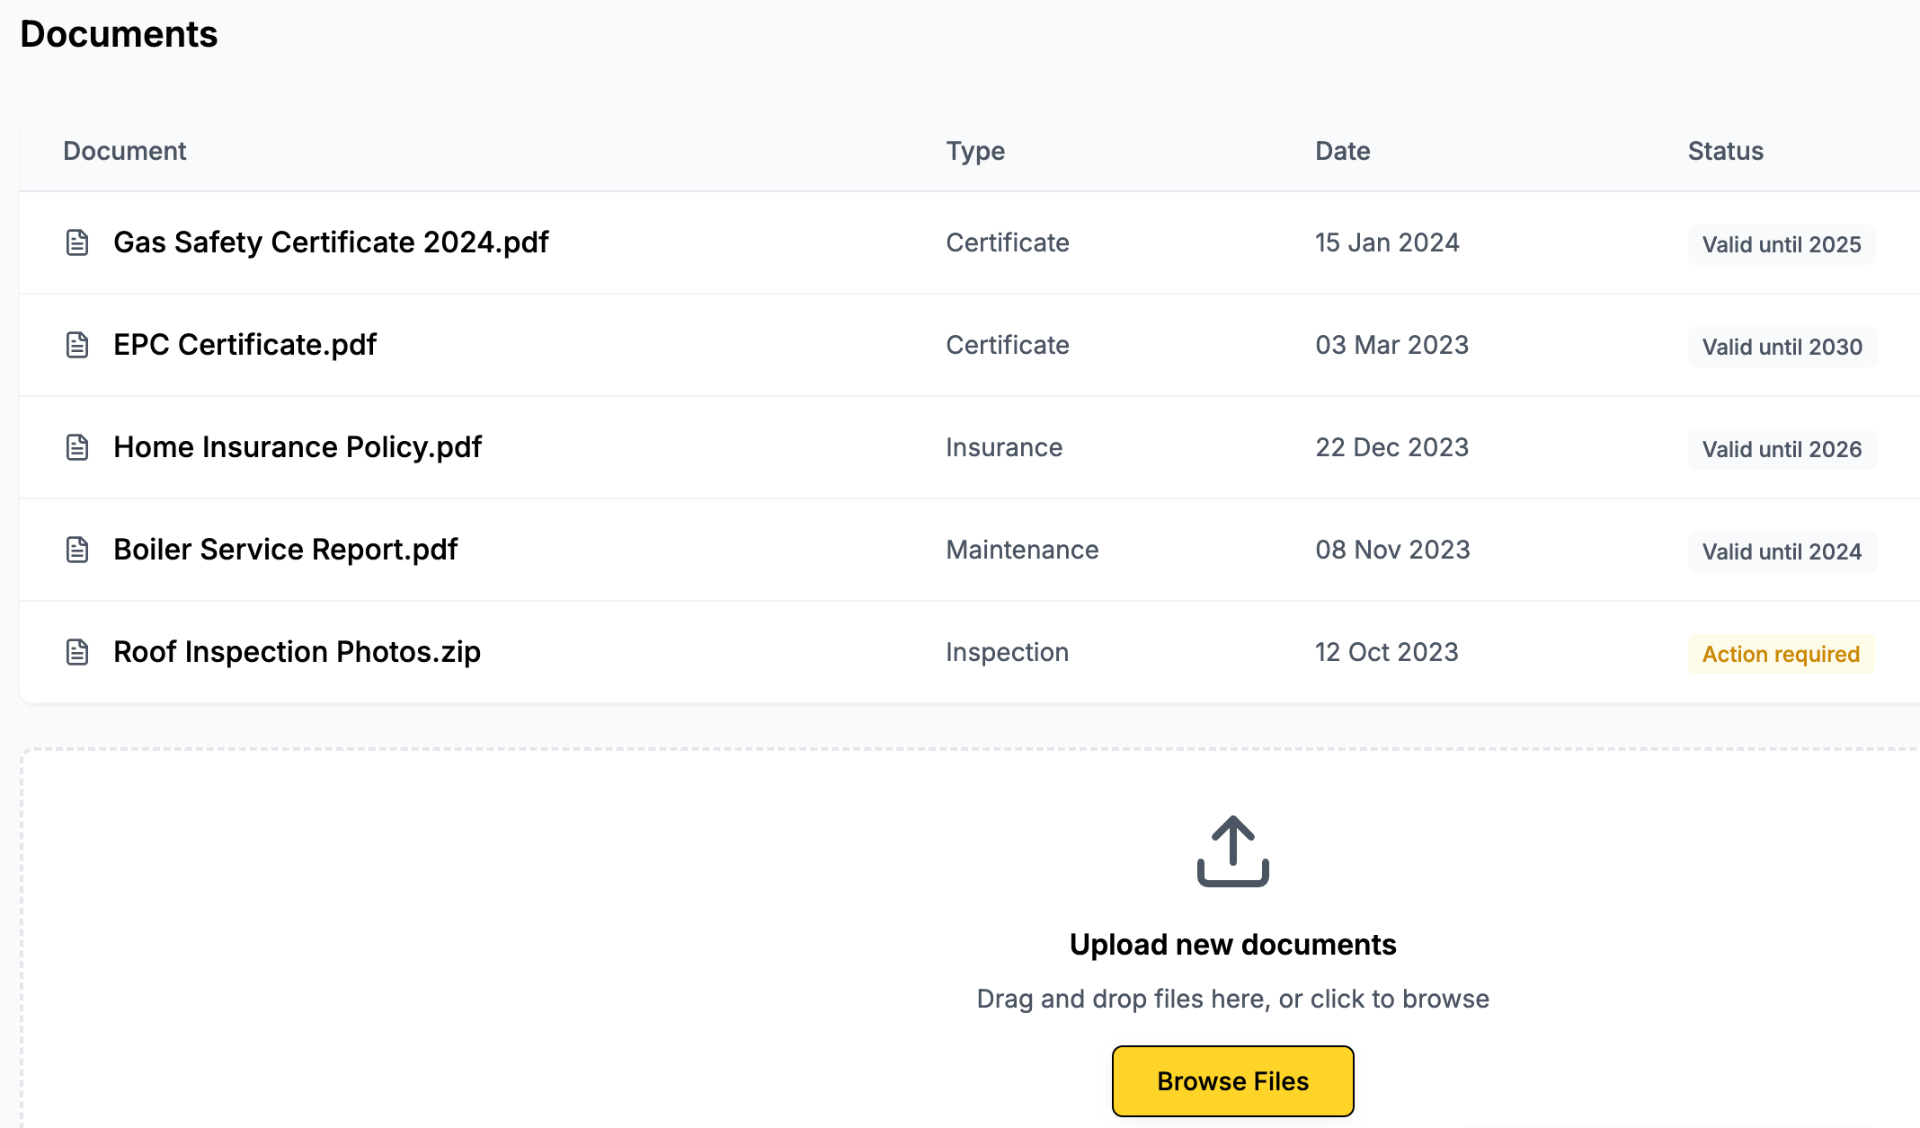 Documents
Document Type Date Status
Gas Safety Certificate 2024.pdf Certificate 15 Jan 2024 Valid until 2025
EPC Certificate.pdf Certificate 03 Mar 2023 Valid until 2030
Home Insurance Policy.pdf Insurance 22 Dec 2023 Valid until 2026
Boiler Service Report.pdf Maintenance 08 Nov 2023 Valid until 2024
Roof Inspection Photos.zip Inspection 12 Oct 2023 Action required
Upload new documents
Drag and drop files here, or click to browse
Browse Files